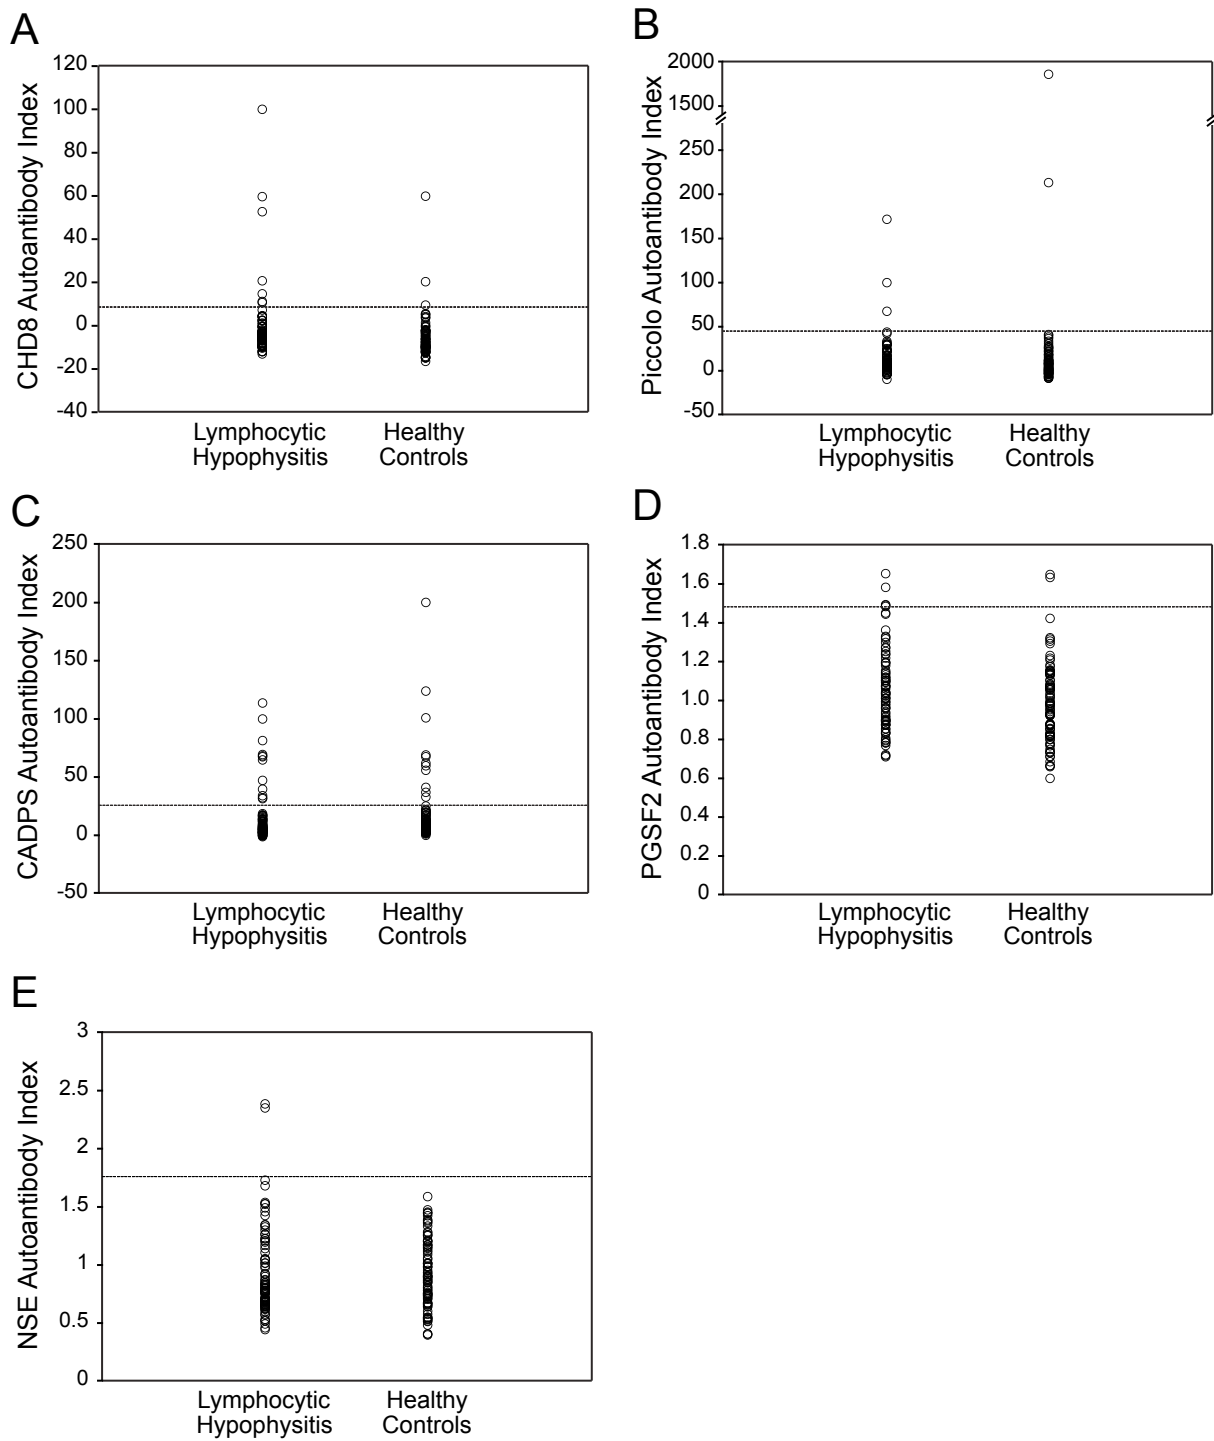 A
CHD8 Autoantibody Index
120
100
80
60
40
20
0
-20
-40
Lymphocytic
Hypophysitis
Healthy
Controls
B
Piccolo Autoantibody Index
2000
1500
250
200
150
100
50
0
-50
Lymphocytic
Hypophysitis
Healthy
Controls
C
CADPS Autoantibody Index
250
200
150
100
50
0
-50
Lymphocytic
Hypophysitis
Healthy
Controls
D
PGSF2 Autoantibody Index
1.8
1.6
1.4
1.2
1.0
0.8
0.6
0.4
0.2
0
Lymphocytic
Hypophysitis
Healthy
Controls
E
NSE Autoantibody Index
3
2.5
2
1.5
1
0.5
0
Lymphocytic
Hypophysitis
Healthy
Controls